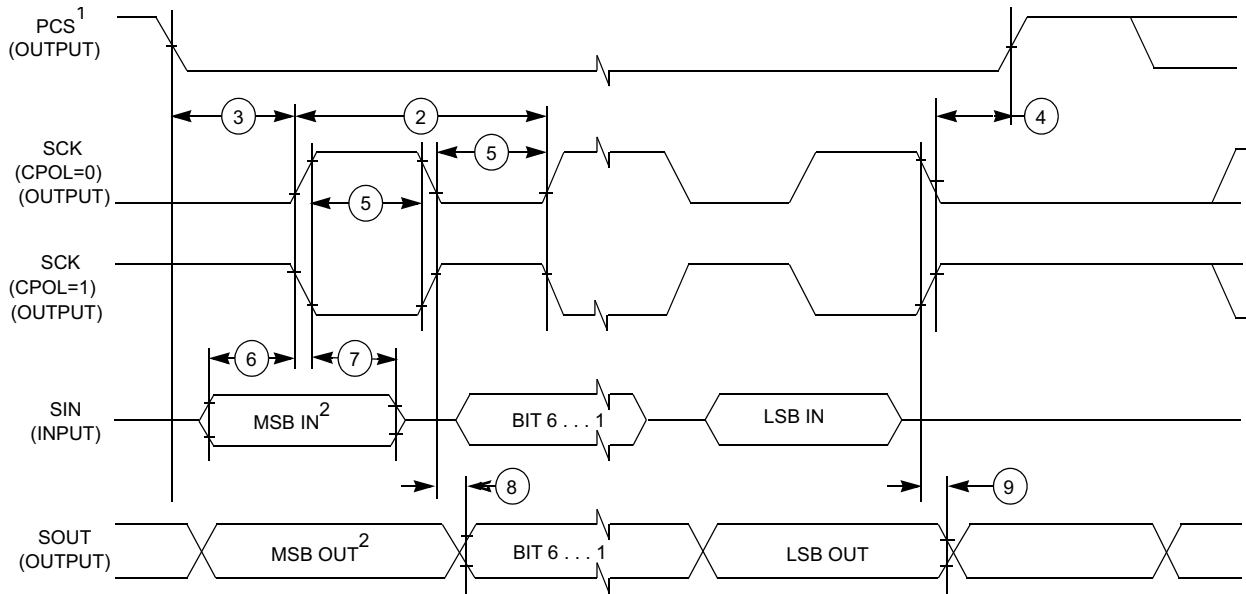 PCS1
(OUTPUT)
3
2
4
SCK
(CPOL=0)
(OUTPUT)
5
5
SCK
(CPOL=1)
(OUTPUT)
6
7
SIN
(INPUT)
MSB IN2
BIT 6 . . . 1
LSB IN
8
9
SOUT
(OUTPUT)
MSB OUT2
BIT 6 . . . 1
LSB OUT